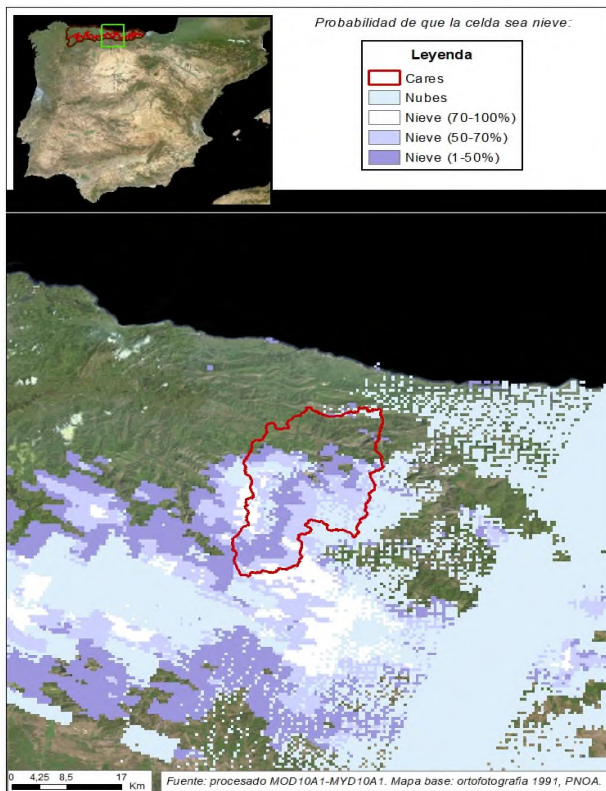 Probabilidad de que la celda sea nieve:
Leyenda
Cares
Nubes
Nieve (70-100%)
Nieve (50-70%)
Nieve (1-50%)
0 4,25 8,5 17
Km
Fuente: procesado MOD10A1-MYD10A1. Mapa base: ortofotografia 1991, PNOA.